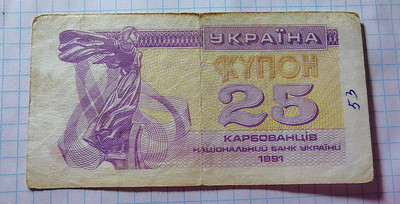 УКРАЇНА
КУПОН
25
КАРБОВАНЦІВ
НАЦІОНАЛЬНИЙ БАНК УКРАЇНИ
1991
53